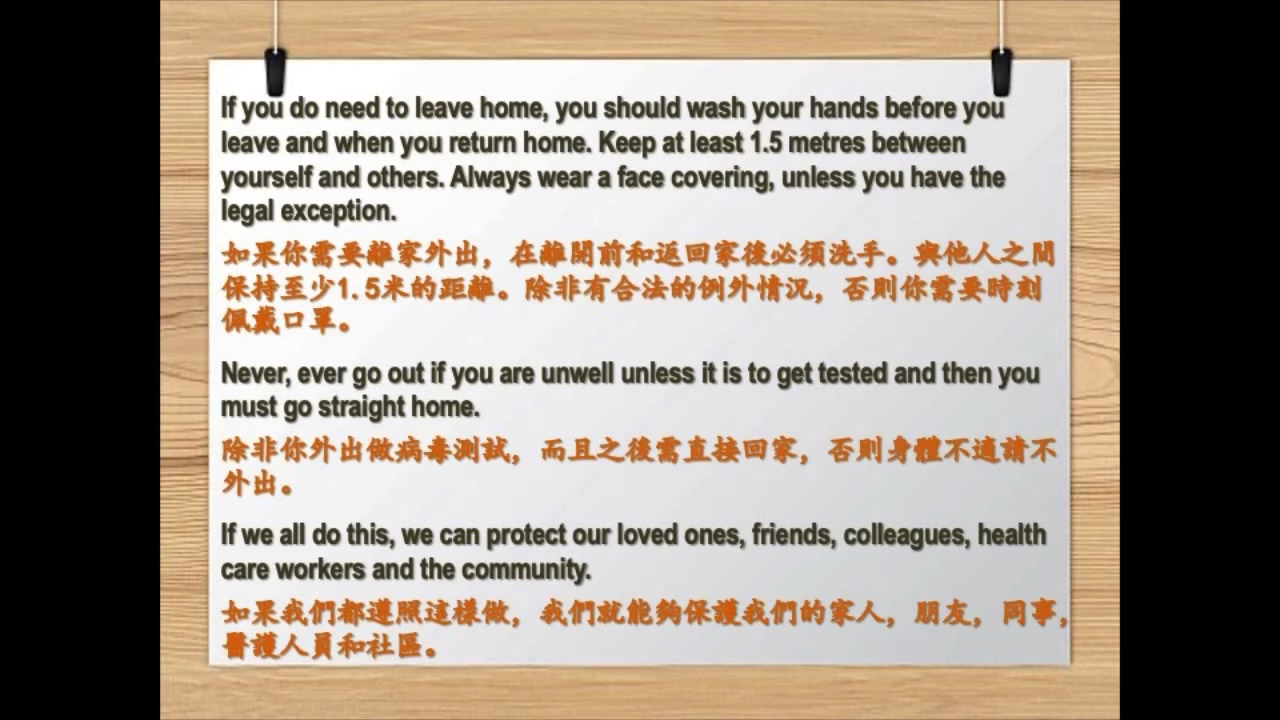 If you do need to leave home, you should wash your hands before you
leave and when you return home. Keep at least 1.5 metres between
yourself and others. Always wear a face covering, unless you have the
legal exception.
如果你需要離家外出，在離開前和返回家後必須洗手。與他人之間
保持至少1.5米的距離。除非有合法的例外情況，否則你需要時刻
佩戴口罩。
Never, ever go out if you are unwell unless it is to get tested and then you
must go straight home.
除非你外出做病毒測試，而且之後需直接回家，否則身體不適請不
外出。
If we all do this, we can protect our loved ones, friends, colleagues, health
care workers and the community.
如果我們都遵照這樣做，我們就能夠保護我們的家人，朋友，同事，
醫護人員和社區。